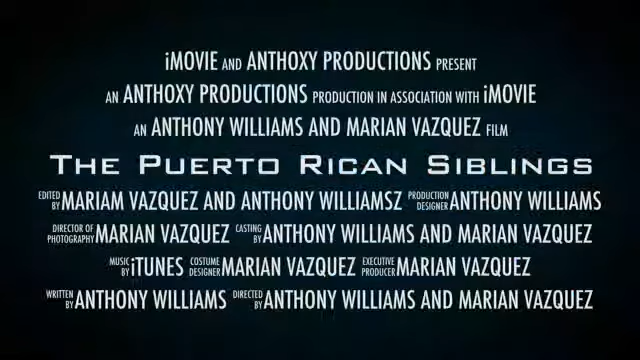 iMOVIE AND ANTHOXY PRODUCTIONS PRESENT
AN ANTHOXY PRODUCTIONS PRODUCTION IN ASSOCIATION WITH iMOVIE
AN ANTHONY WILLIAMS AND MARIAN VAZQUEZ FILM
THE PUERTO RICAN SIBLINGS
EDITED BY MARIAM VAZQUEZ AND ANTHONY WILLIAMSZ PRODUCTION DESIGNER ANTHONY WILLIAMS
DIRECTOR OF PHOTOGRAPHY MARIAN VAZQUEZ CASTING BY ANTHONY WILLIAMS AND MARIAN VAZQUEZ
MUSIC BY iTUNES COSTUME DESIGNER MARIAN VAZQUEZ EXECUTIVE PRODUCER MARIAN VAZQUEZ
WRITTEN BY ANTHONY WILLIAMS DIRECTED BY ANTHONY WILLIAMS AND MARIAN VAZQUEZ